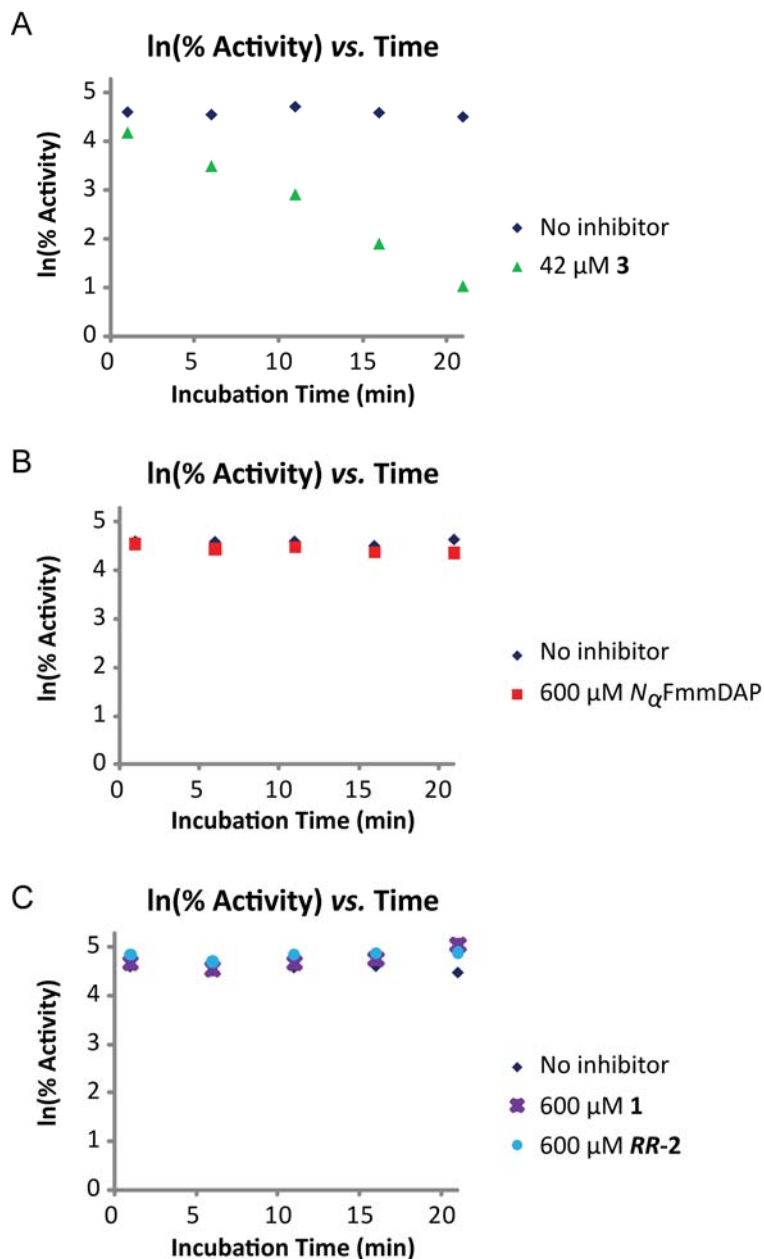 A
ln(% Activity) vs. Time
5
4
3
2
1
0
ln(% Activity)
0 5 10 15 20
Incubation Time (min)
No inhibitor
42 µM 3
B
ln(% Activity) vs. Time
5
4
3
2
1
0
ln(% Activity)
0 5 10 15 20
Incubation Time (min)
No inhibitor
600 µM NαFmmDAP
C
ln(% Activity) vs. Time
5
4
3
2
1
0
ln(% Activity)
0 5 10 15 20
Incubation Time (min)
No inhibitor
600 µM 1
600 µM RR-2